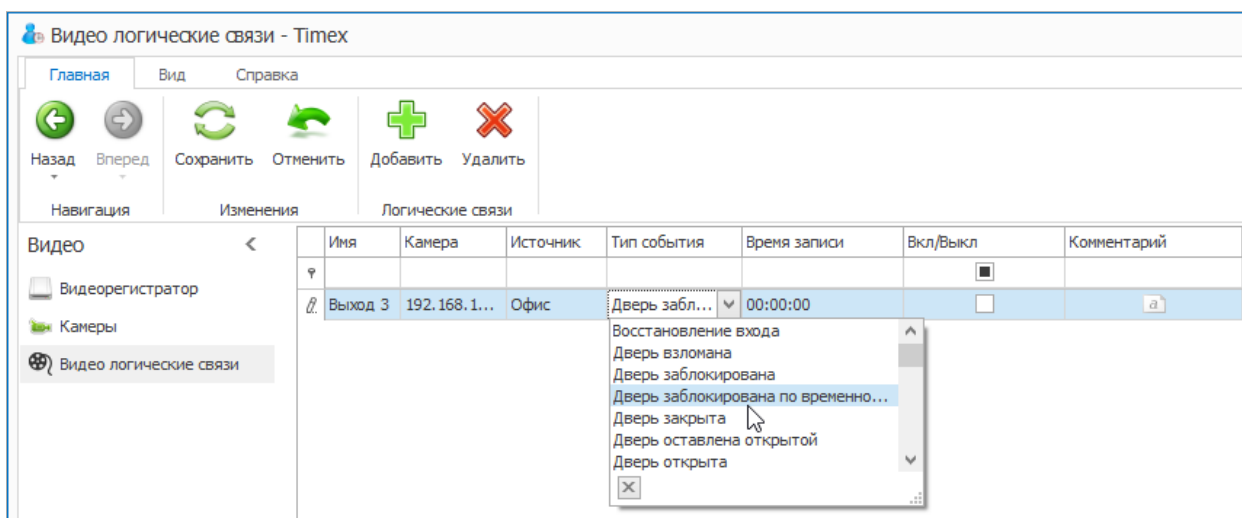 Видео логические связи - Timex
Главная Вид Справка
Назад Вперед Сохранить Отменить Добавить Удалить
Навигация Изменения Логические связи
Видео
Видеорегистратор
Камеры
Видео логические связи
Имя Камера Источник Тип события Время записи Вкл/Выкл Комментарий
Выход 3 192.168.1... Офис Дверь забл... 00:00:00 a
Восстановление входа
Дверь взломана
Дверь заблокирована
Дверь заблокирована по временно...
Дверь закрыта
Дверь оставлена открытой
Дверь открыта